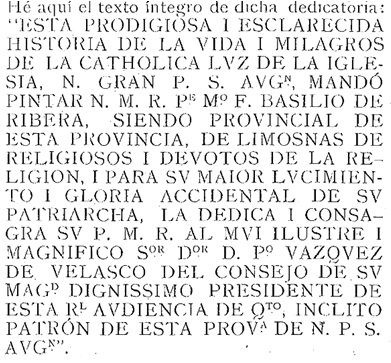 Hé aquí el texto íntegro de dicha dedicatoria:
"ESTA PRODIGIOSA I ESCLARECIDA
HISTORIA DE LA VIDA I MILAGROS
DE LA CATHOLICA LVZ DE LA IGLE-
SIA, N. GRAN P. S. AVGᴺ, MANDÓ
PINTAR N. M. R. Pᴱ Mº F. BASILIO DE
RIBERA, SIENDO PROVINCIAL DE
ESTA PROVINCIA, DE LIMOSNAS DE
RELIGIOSOS I DEVOTOS DE LA RE-
LIGION, I PARA SV MAIOR LVCIMIEN-
TO I GLORIA ACCIDENTAL DE SV
PATRIARCHA, LA DEDICA I CONSA-
GRA SV P. M. R. AL MVI ILUSTRE I
MAGNIFICO Sᴼᴿ Dᴼᴿ D. Pº VAZQVEZ
DE VELASCO DEL CONSEJO DE SV
MAGᴰ DIGNISSIMO PRESIDENTE DE
ESTA Rᴸ AVDIENCIA DE Qᵀᴼ, INCLITO
PATRÓN DE ESTA PROVᴬ DE N. P. S.
AVGᴺ".